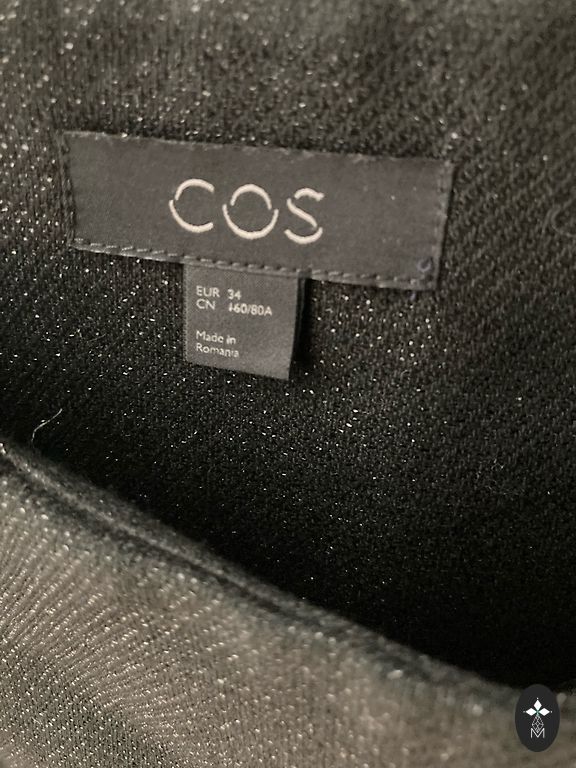 COS
EUR 34
CN 160/80A
Made in
Romania
M